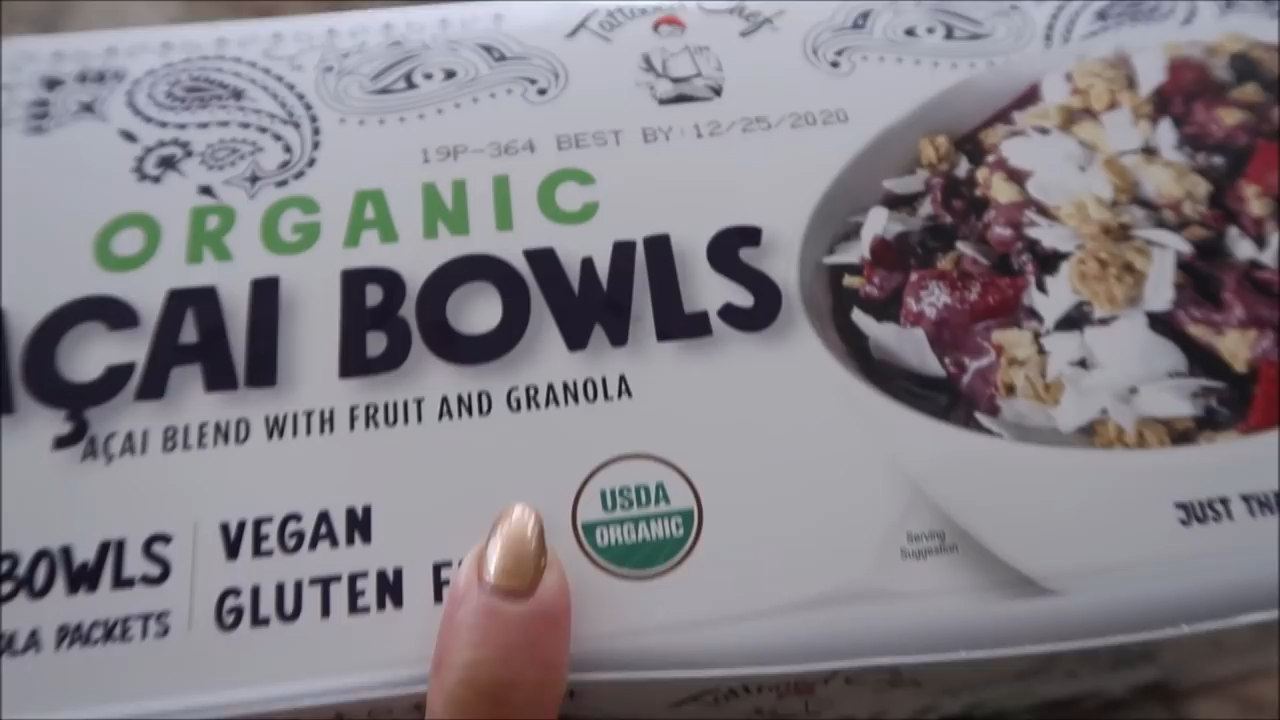 Tattooed Chef
19P-364 BEST BY:12/25/2020
ORGANIC
AÇAI BOWLS
AÇAI BLEND WITH FRUIT AND GRANOLA
BOWLS
PACKETS
VEGAN
GLUTEN F
USDA
ORGANIC
Serving
Suggestion
JUST TH